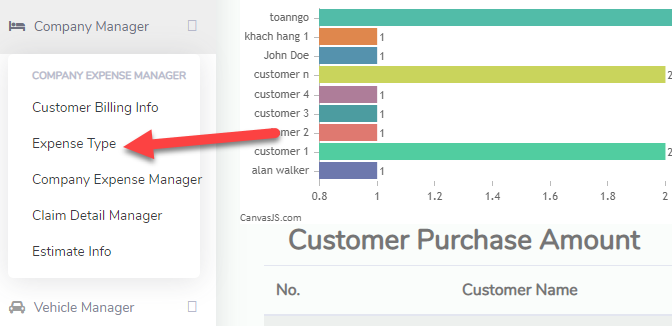 Company Manager
COMPANY EXPENSE MANAGER
Customer Billing Info
Expense Type
Company Expense Manager
Claim Detail Manager
Estimate Info
Vehicle Manager
toanngo
khach hang 1 1
John Doe 1
customer n 2
customer 4 1
customer 3 1
omer 2 1
customer 1 2
alan walker 1
0.8 1 1.2 1.4 1.6 1.8 2
CanvasJS.com
Customer Purchase Amount
No. Customer Name